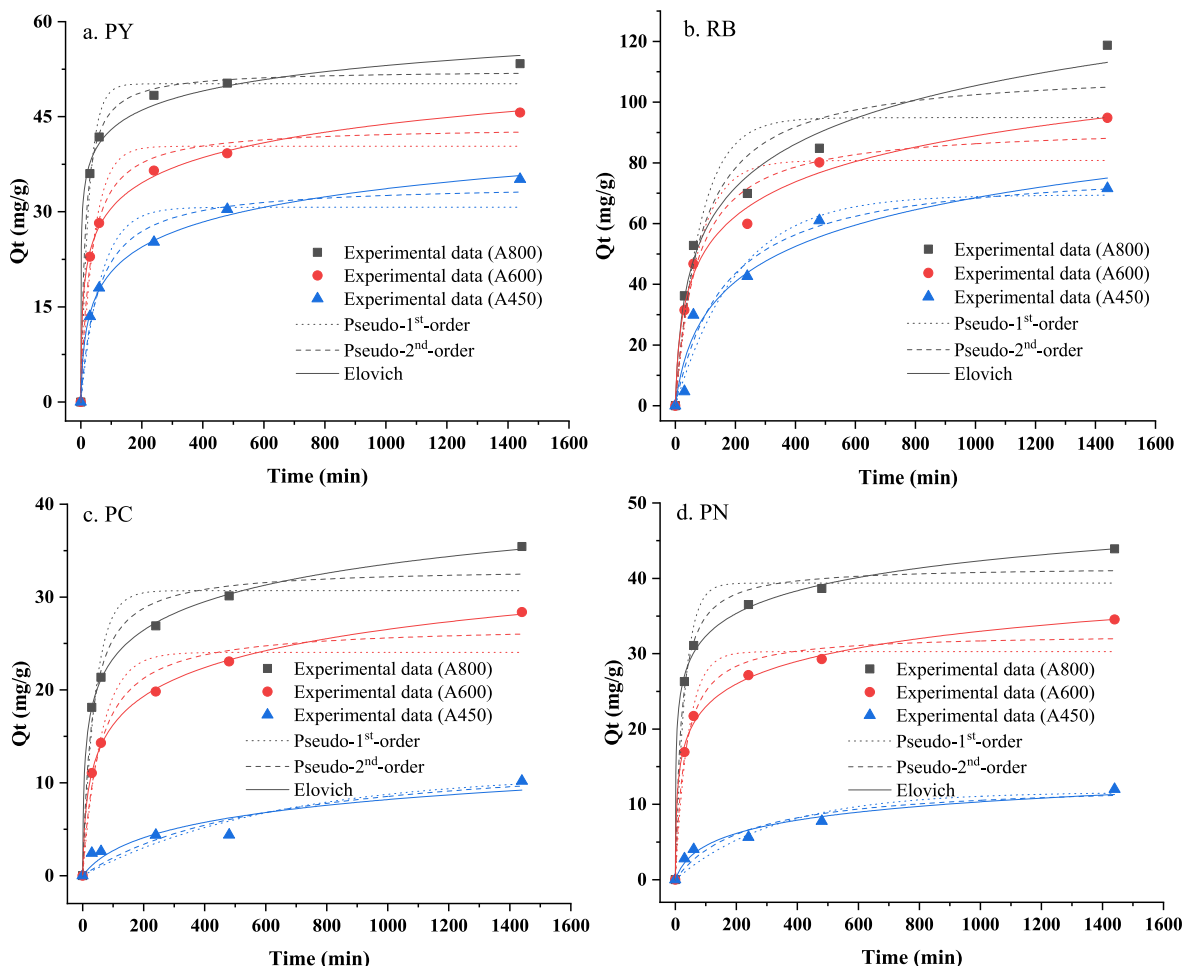 a. PY
60
45
30
15
0
Qt (mg/g)
Experimental data (A800)
Experimental data (A600)
Experimental data (A450)
Pseudo-1st-order
Pseudo-2nd-order
Elovich
0 200 400 600 800 1000 1200 1400 1600
Time (min)
b. RB
120
100
80
60
40
20
0
Qt (mg/g)
Experimental data (A800)
Experimental data (A600)
Experimental data (A450)
Pseudo-1st-order
Pseudo-2nd-order
Elovich
0 200 400 600 800 1000 1200 1400 1600
Time (min)
c. PC
40
30
20
10
0
Qt (mg/g)
Experimental data (A800)
Experimental data (A600)
Experimental data (A450)
Pseudo-1st-order
Pseudo-2nd-order
Elovich
0 200 400 600 800 1000 1200 1400 1600
Time (min)
d. PN
50
40
30
20
10
0
Qt (mg/g)
Experimental data (A800)
Experimental data (A600)
Experimental data (A450)
Pseudo-1st-order
Pseudo-2nd-order
Elovich
0 200 400 600 800 1000 1200 1400 1600
Time (min)